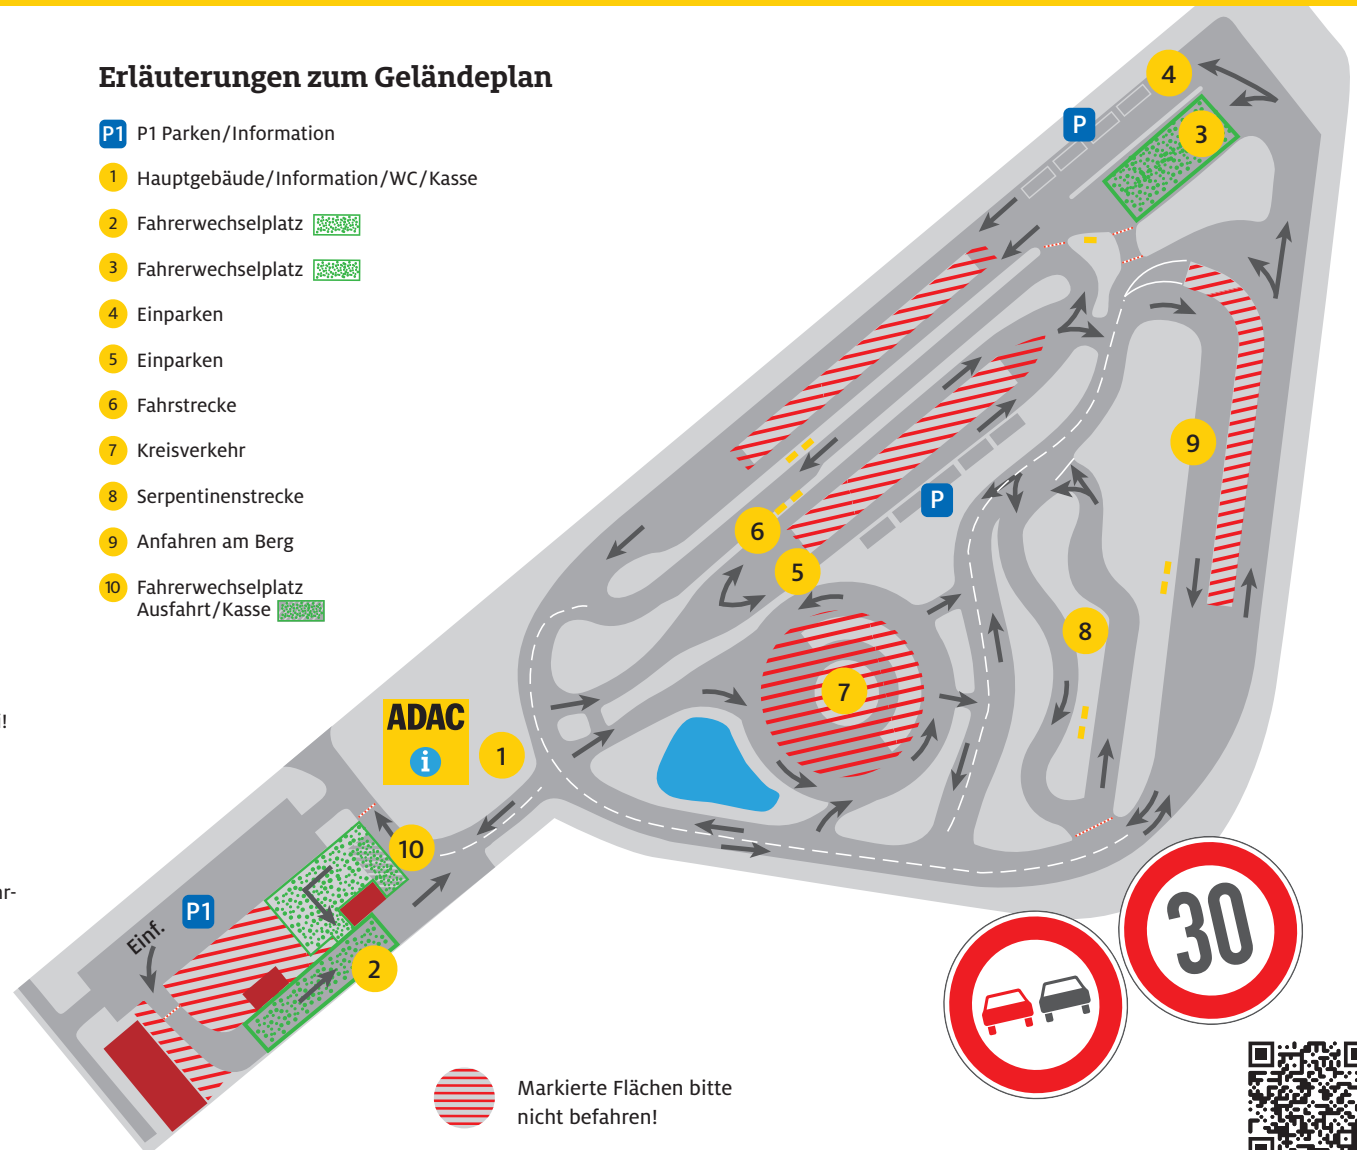 Erläuterungen zum Geländeplan
P1 P1 Parken/Information
1 Hauptgebäude/Information/WC/Kasse
2 Fahrerwechselplatz
3 Fahrerwechselplatz
4 Einparken
5 Einparken
6 Fahrstrecke
7 Kreisverkehr
8 Serpentinenstrecke
9 Anfahren am Berg
10 Fahrerwechselplatz
Ausfahrt/Kasse
4
P
3
9
P
6
5
8
7
!
ADAC
i
1
10
r-
P1
Einf.
2
30
Markierte Flächen bitte
nicht befahren!